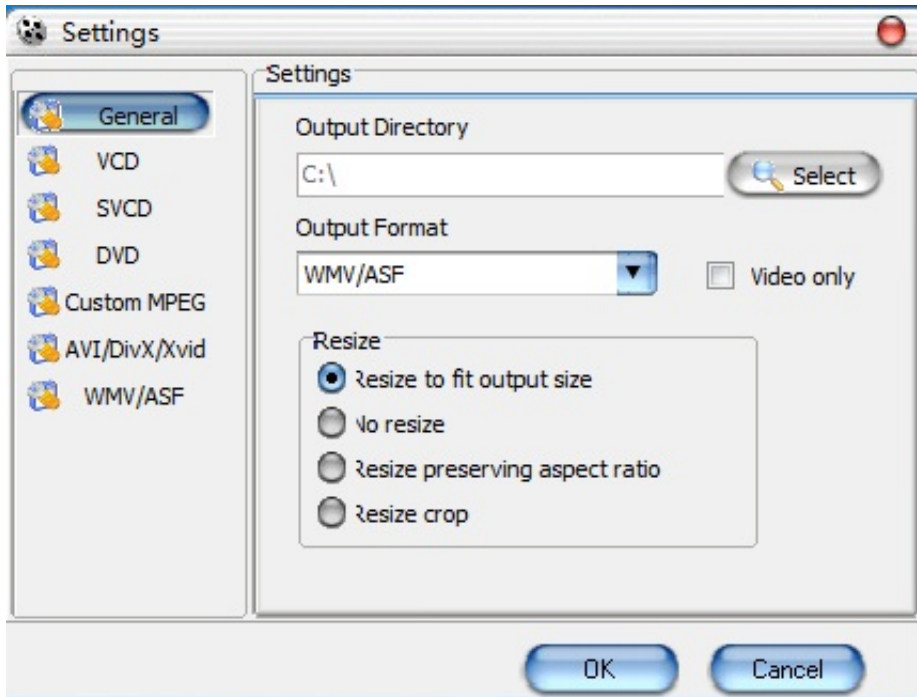 Settings
General
VCD
SVCD
DVD
Custom MPEG
AVI/DivX/Xvid
WMV/ASF
Settings
Output Directory
C:\
Select
Output Format
WMV/ASF
Video only
Resize
Resize to fit output size
No resize
Resize preserving aspect ratio
Resize crop
OK
Cancel